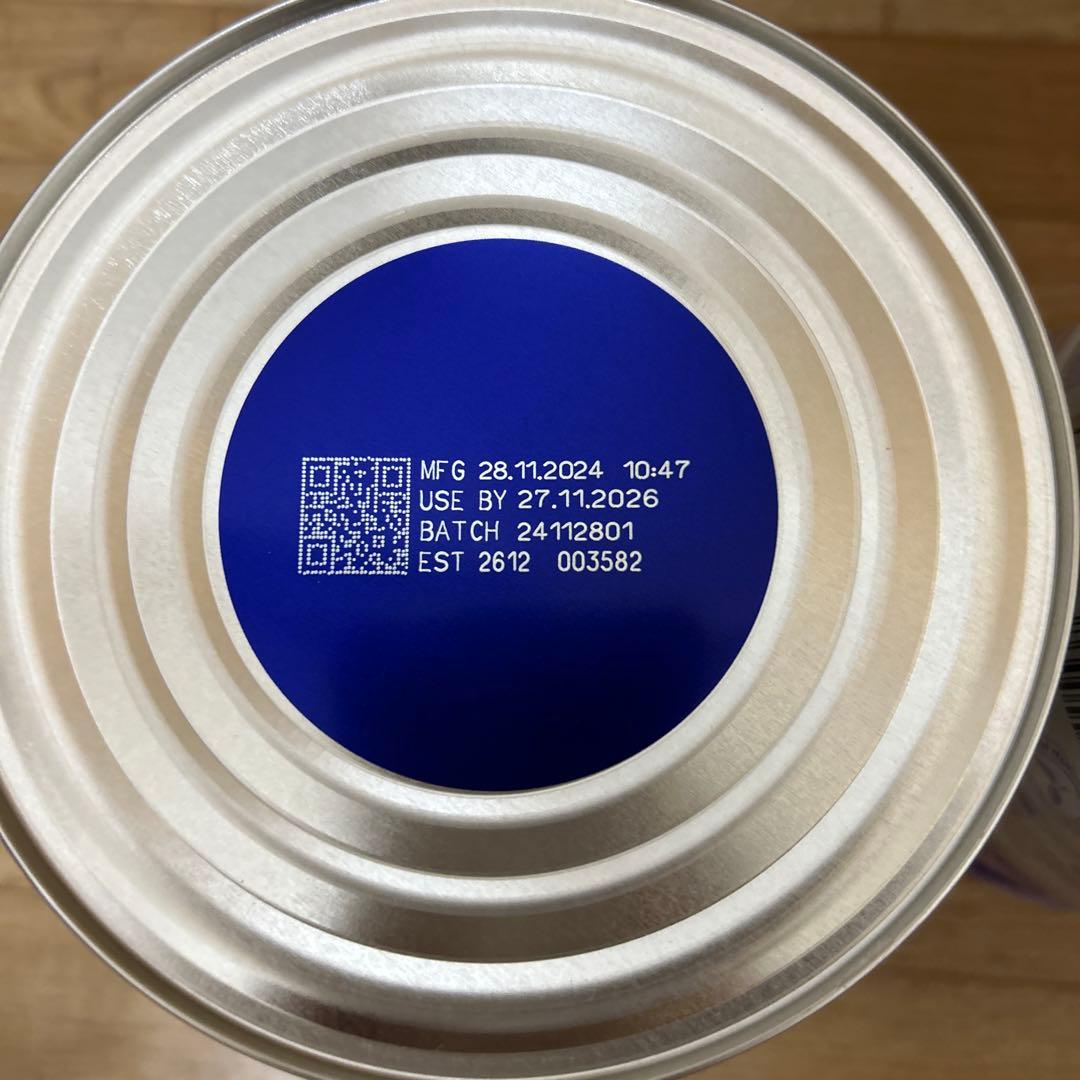 MFG 28.11.2024 10:47
USE BY 27.11.2026
BATCH 24112801
EST 2612 003582